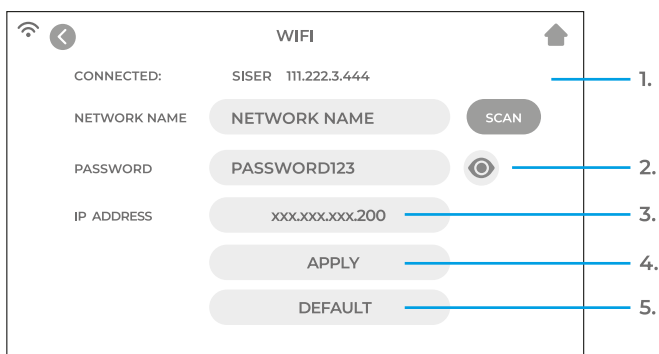 WIFI
CONNECTED: SISER 111.222.3.444 1.
NETWORK NAME NETWORK NAME SCAN
PASSWORD PASSWORD123 2.
IP ADDRESS xxx.xxx.xxx.200 3.
APPLY 4.
DEFAULT 5.